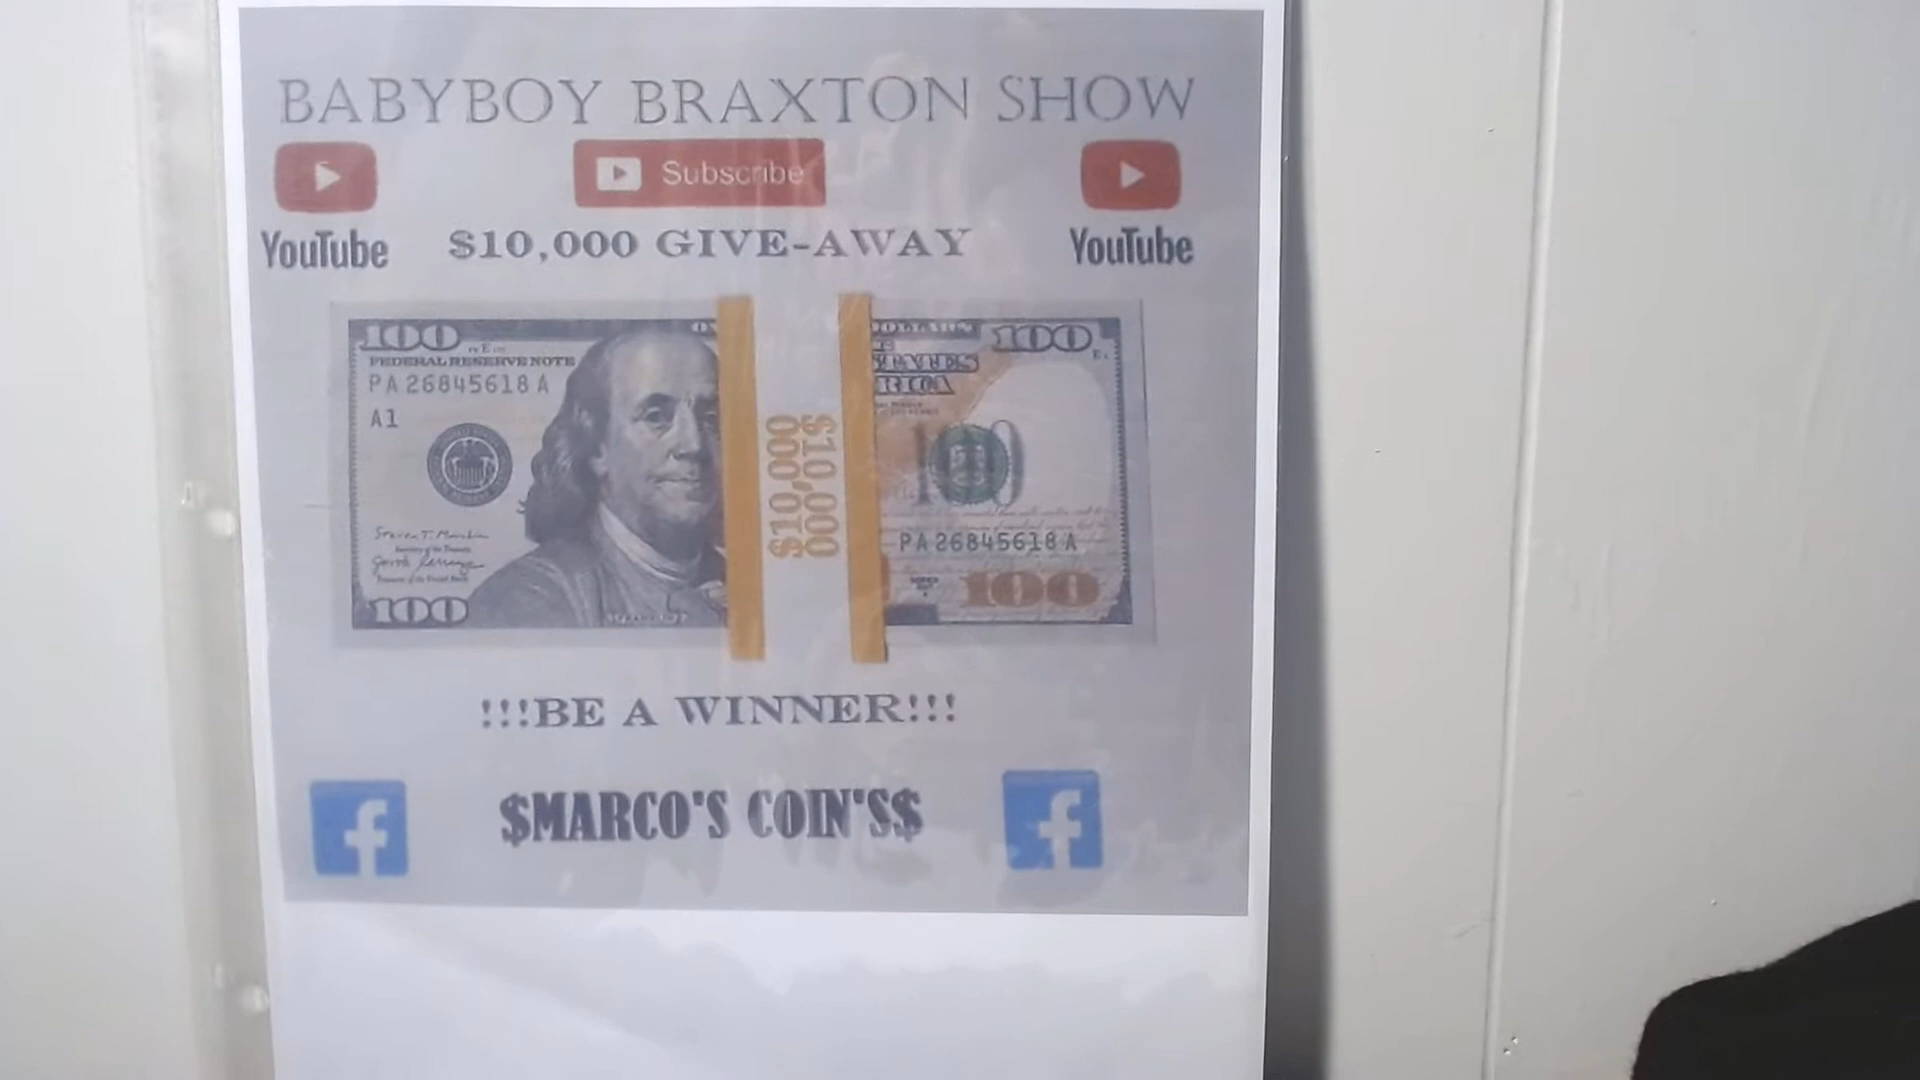 BABYBOY BRAXTON SHOW
Subscribe
YouTube
$10,000 GIVE-AWAY
YouTube
100
100
FEDERAL RESERVE NOTE
PA 26845618 A
A1
$10,000
$10,000
PA 26845618 A
100
100
!!!BE A WINNER!!!
$MARCO'S COIN'S$